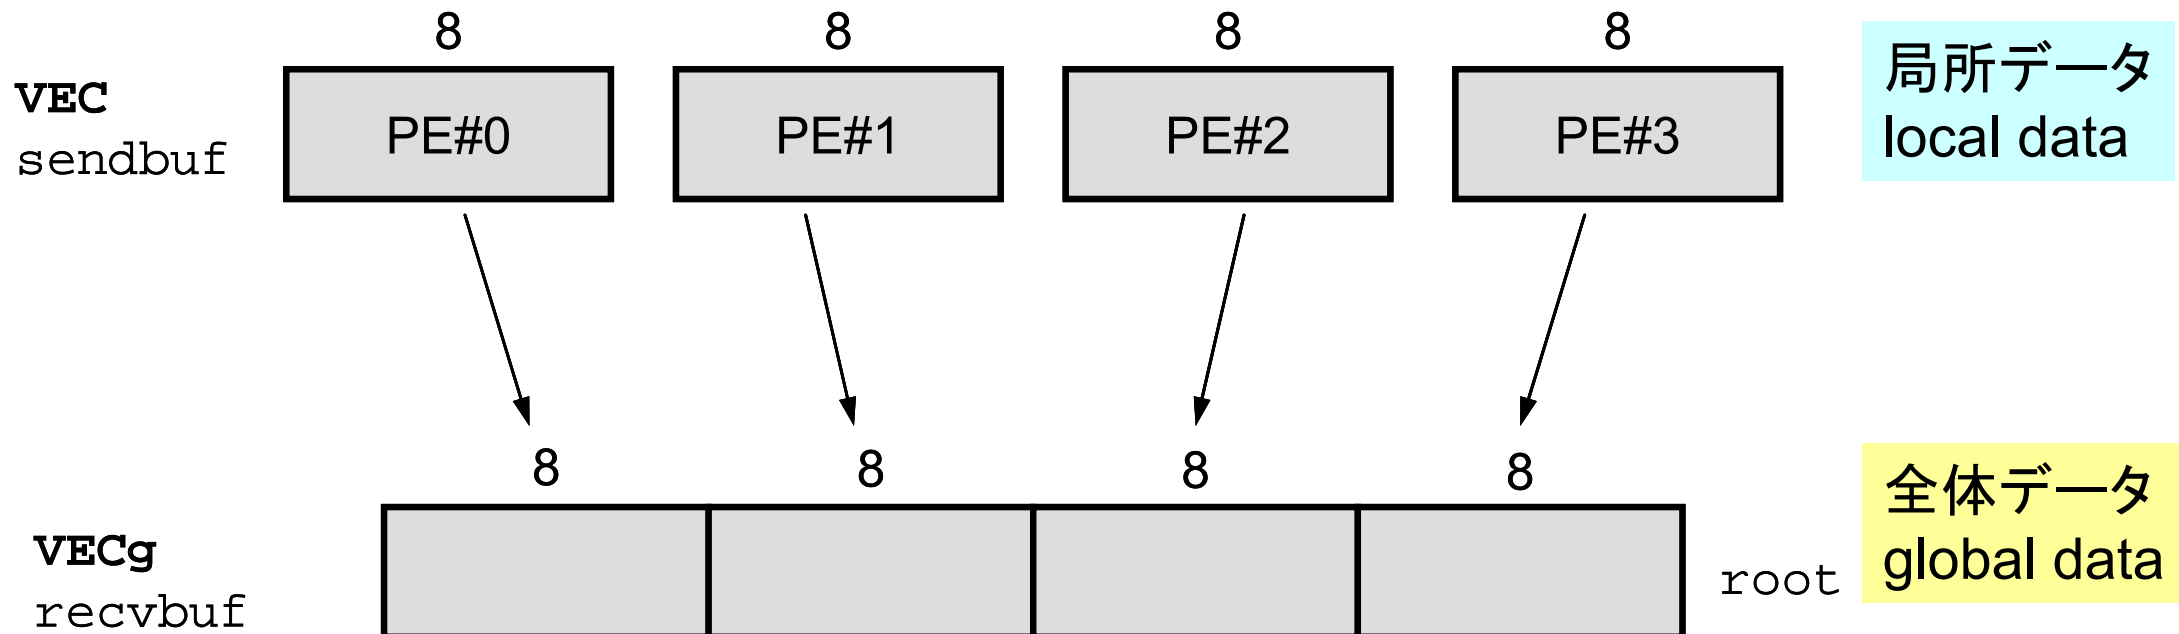 8 8 8 8
VEC
sendbuf
PE#0 PE#1 PE#2 PE#3
局所データ
local data
8 8 8 8
VECg
recvbuf
root
全体データ
global data